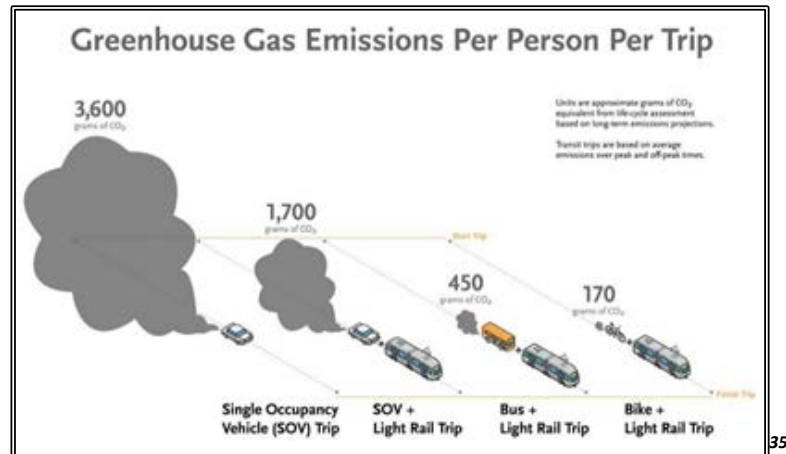 Greenhouse Gas Emissions Per Person Per Trip
3,600
grams of CO₂
Units are approximate grams of CO₂
equivalent from life-cycle assessment
based on long-term emissions projections.
Transit trips are based on average
emissions over peak and off-peak times.
1,700
grams of CO₂
Start Trip
450
grams of CO₂
170
grams of CO₂
Finish Trip
Single Occupancy
Vehicle (SOV) Trip
SOV +
Light Rail Trip
Bus +
Light Rail Trip
Bike +
Light Rail Trip
35